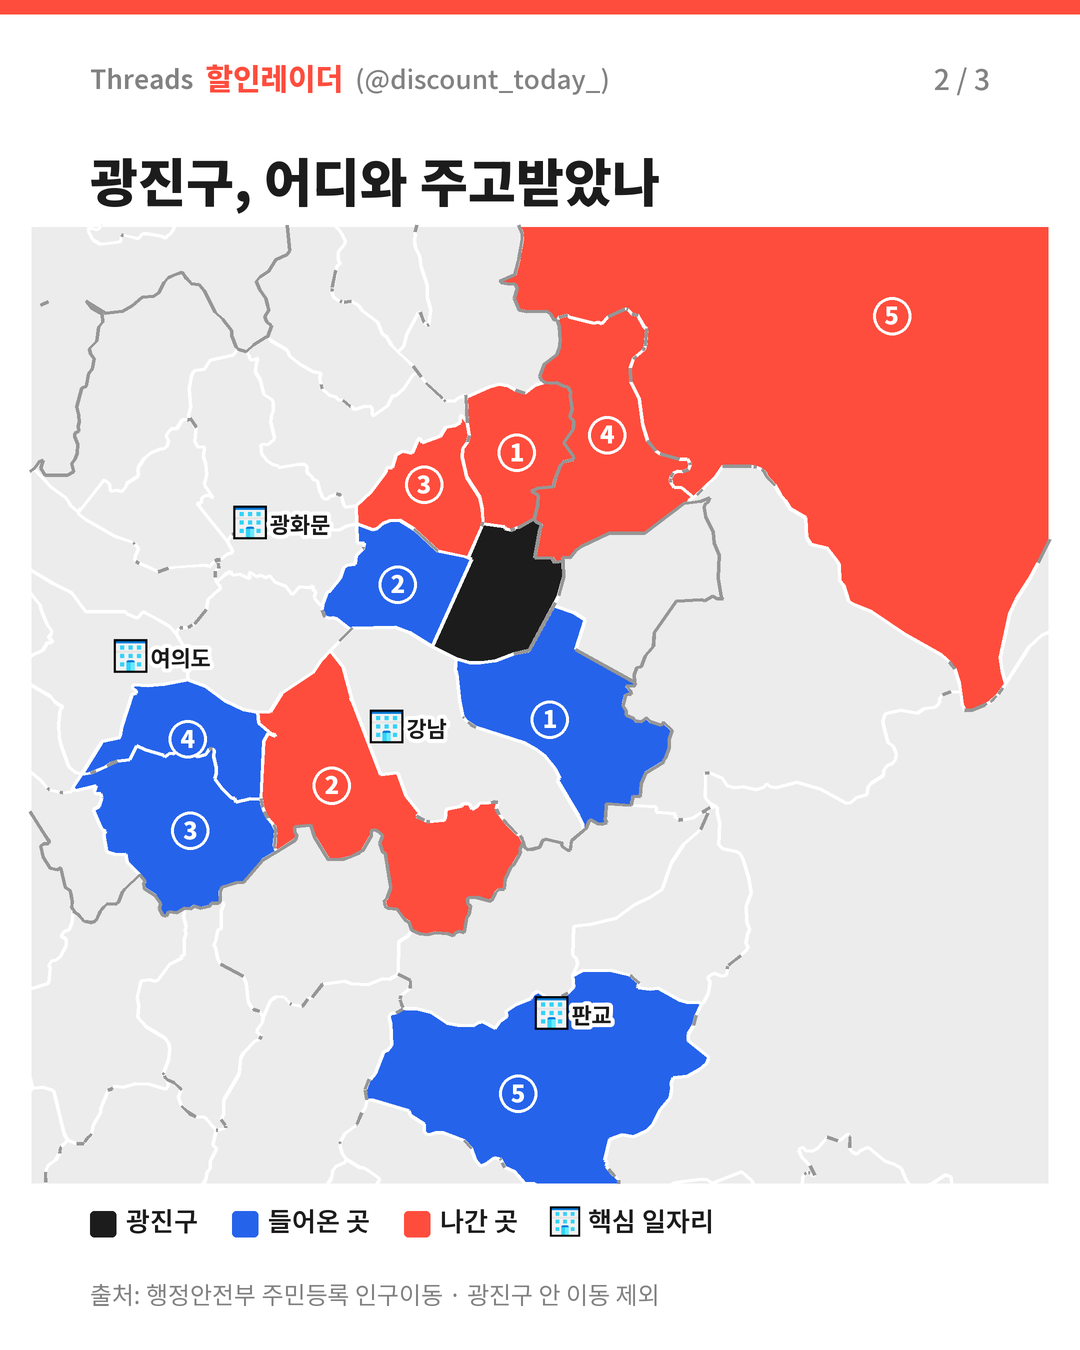 Threads 할인레이더 (@discount_today_) 2 / 3
광진구, 어디와 주고받았나
5
4
1
3
광화문
2
여의도
1
강남
4
2
3
판교
5
광진구 들어온 곳 나간 곳 핵심 일자리
출처: 행정안전부 주민등록 인구이동 · 광진구 안 이동 제외